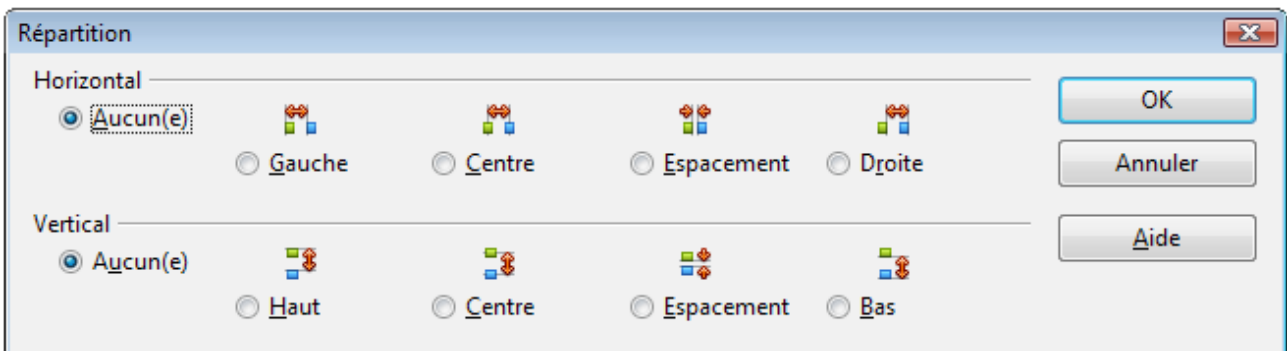 Répartition
Horizontal
Aucun(e)
Gauche
Centre
Espacement
Droite
Vertical
Aucun(e)
Haut
Centre
Espacement
Bas
OK
Annuler
Aide